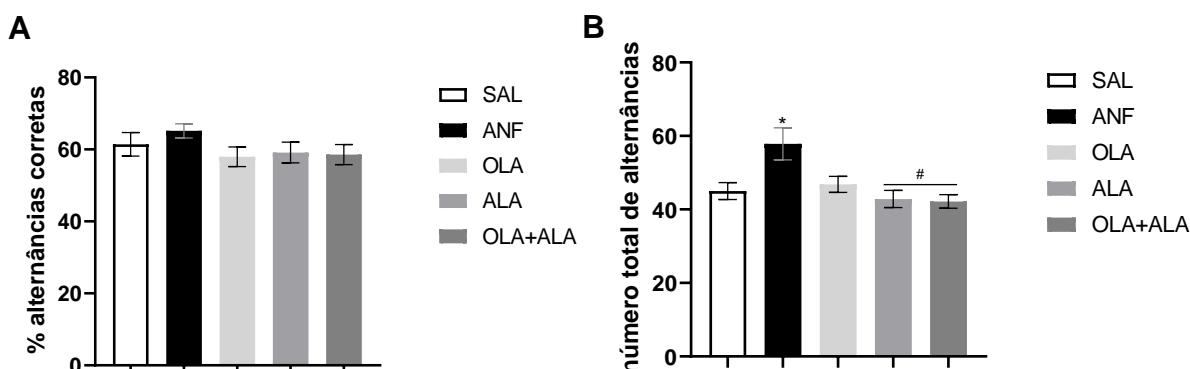 A
% alternâncias corretas
80
60
40
20
0
SAL
ANF
OLA
ALA
OLA+ALA
B
número total de alternâncias
80
60
40
20
0
*
#
SAL
ANF
OLA
ALA
OLA+ALA